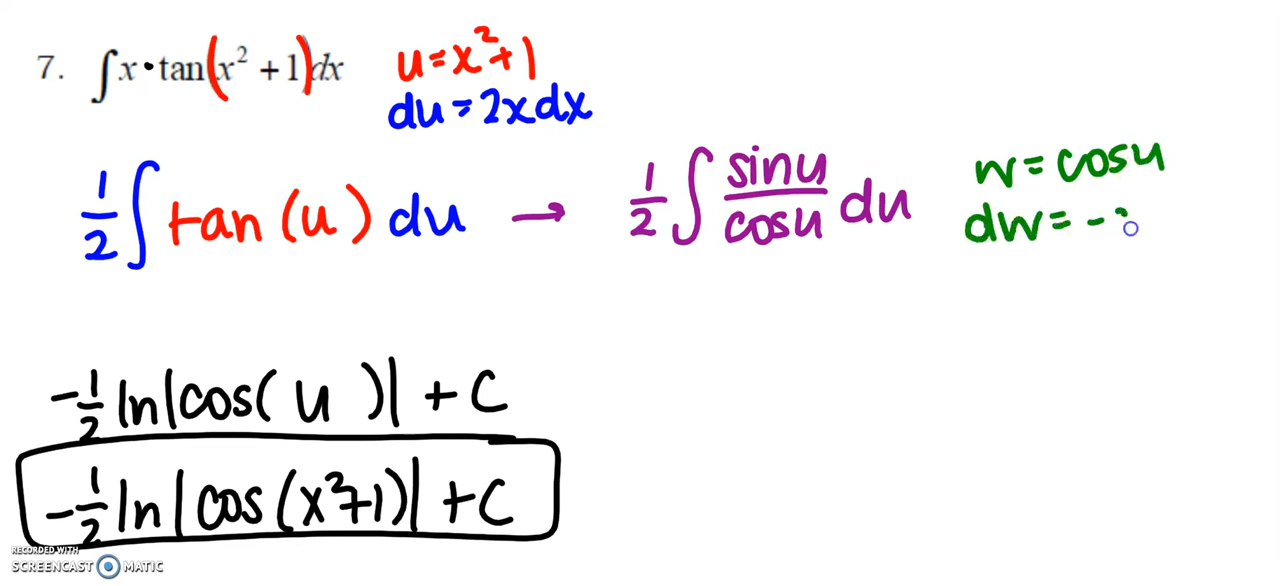 7. ∫x·tan(x² + 1)dx
u = x² + 1
du = 2x dx
1/2 ∫ tan(u) du → 1/2 ∫ sin u / cos u du
w = cos u
dw = -
-1/2 ln|cos( u )| + C
-1/2 ln|cos(x²+1)| + C
RECORDED WITH
SCREENCAST MATIC